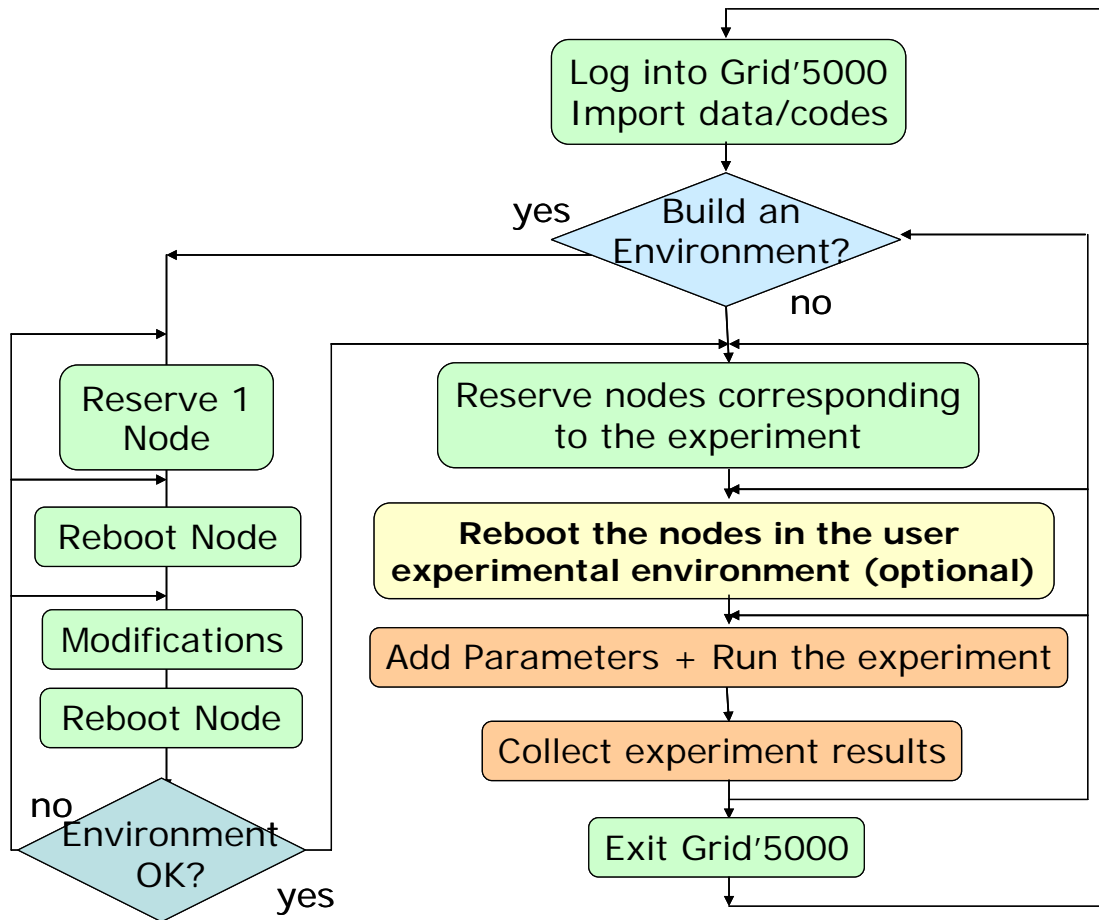 Log into Grid'5000
Import data/codes
yes
Build an
Environment?
no
Reserve 1
Node
Reboot Node
Modifications
Reboot Node
no
Environment
OK?
yes
Reserve nodes corresponding
to the experiment
Reboot the nodes in the user
experimental environment (optional)
Add Parameters + Run the experiment
Collect experiment results
Exit Grid'5000